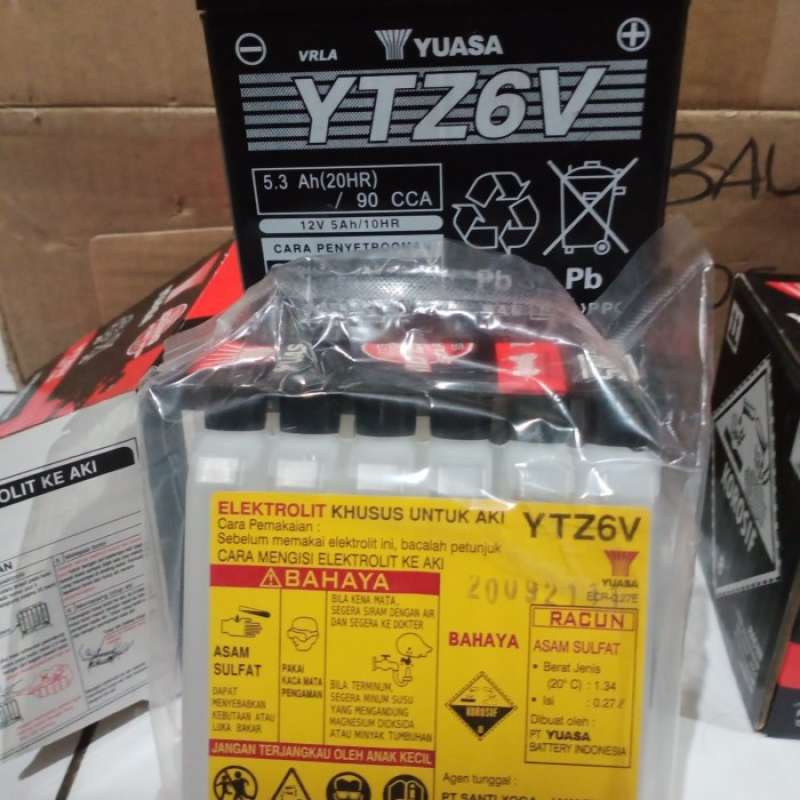 VRLA
YUASA
YTZ6V
5.3 Ah(20HR)
/ 90 CCA
12V 5Ah/10HR
CARA PENYETROOMAN
Pb
Pb
BAU
OLIT KE AKI
KOROSIF
ELEKTROLIT KHUSUS UNTUK AKI YTZ6V
Cara Pemakaian :
Sebelum memakai elektrolit ini, bacalah petunjuk
CARA MENGISI ELEKTROLIT KE AKI
YUASA
BAHAYA
ASAM
SULFAT
DAPAT
MENYEBABKAN
KEBUTAAN ATAU
LUKA BAKAR
PAKAI
KACA MATA
PENGAMAN
BILA KENA MATA,
SEGERA SIRAM DENGAN AIR
DAN SEGERA KE DOKTER
BILA TERMINUM,
SEGERA MINUM SUSU
YANG MENGANDUNG
MAGNESIUM DIOKSIDA
ATAU MINYAK TUMBUHAN
JANGAN TERJANGKAU OLEH ANAK KECIL
BAHAYA
KOROSIF
8
RACUN
ASAM SULFAT
• Berat Jenis
(20° C) : 1.34
• Isi : 0.27ℓ
Dibuat oleh :
PT YUASA
BATTERY INDONESIA
Agen tunggal :